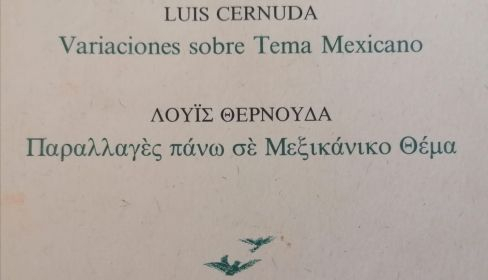 LUIS CERNUDA
Variaciones sobre Tema Mexicano
ΛΟΥΪΣ ΘΕΡΝΟΥΔΑ
Παραλλαγὲς πάνω σὲ Μεξικάνικο Θέμα